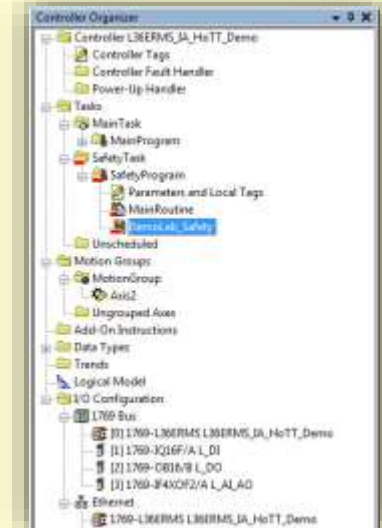 Controller Organizer
Controller L36ERMS_IA_HoTT_Demo
Controller Tags
Controller Fault Handler
Power-Up Handler
Tasks
MainTask
MainProgram
SafetyTask
SafetyProgram
Parameters and Local Tags
MainRoutine
DemoLab_Safety
Unscheduled
Motion Groups
MotionGroup
Axis2
Ungrouped Axes
Add-On Instructions
Data Types
Trends
Logical Model
I/O Configuration
1769 Bus
[0] 1769-L36ERMS L36ERMS_IA_HoTT_Demo
[1] 1769-IQ16F/A L_DI
[2] 1769-OB16/B L_DO
[3] 1769-IF4XOF2/A L_AI_AO
Ethernet
1769-L36ERMS L36ERMS_IA_HoTT_Demo